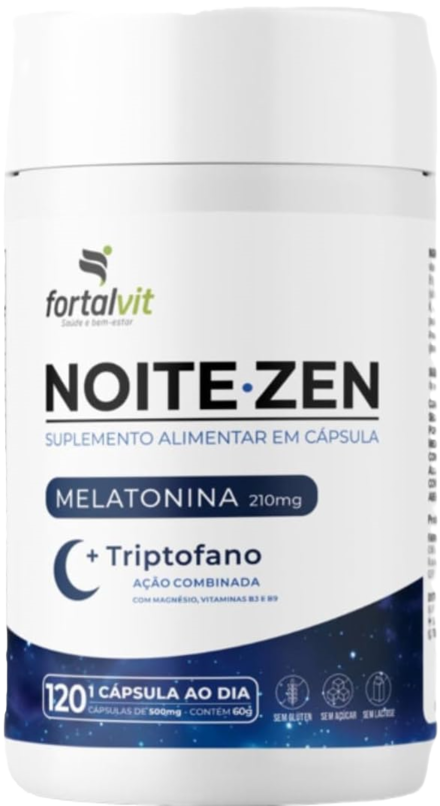 fortalvit
Saúde e bem-estar
NOITE·ZEN
SUPLEMENTO ALIMENTAR EM CÁPSULA
MELATONINA 210mg
+ Triptofano
AÇÃO COMBINADA
COM MAGNÉSIO, VITAMINAS B3 E B9
120 1 CÁPSULA AO DIA
CÁPSULAS DE 500mg - CONTÉM 60g
SEM GLÚTEN SEM AÇÚCAR SEM LACTOSE